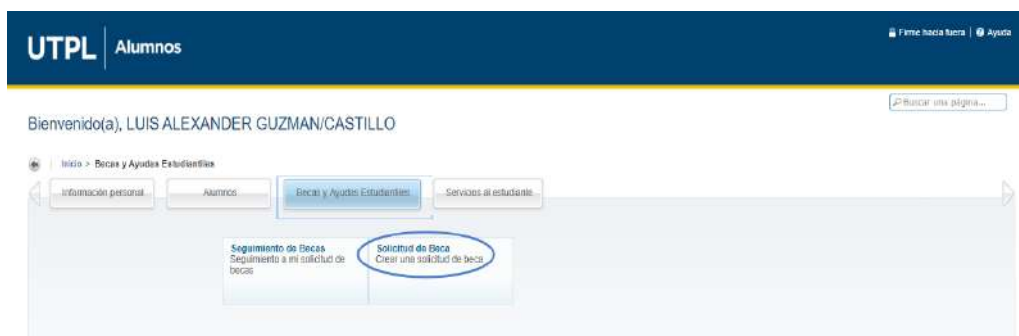 UTPL Alumnos
Firme hacia fuera | Ayuda
Buscar una página...
Bienvenido(a), LUIS ALEXANDER GUZMAN/CASTILLO
Inicio > Becas y Ayudas Estudiantiles
Información personal Alumnos Becas y Ayudas Estudiantiles Servicios al estudiante
Seguimiento de Becas Solicitud de Beca
Seguimiento a mi solicitud de Crear una solicitud de beca
becas